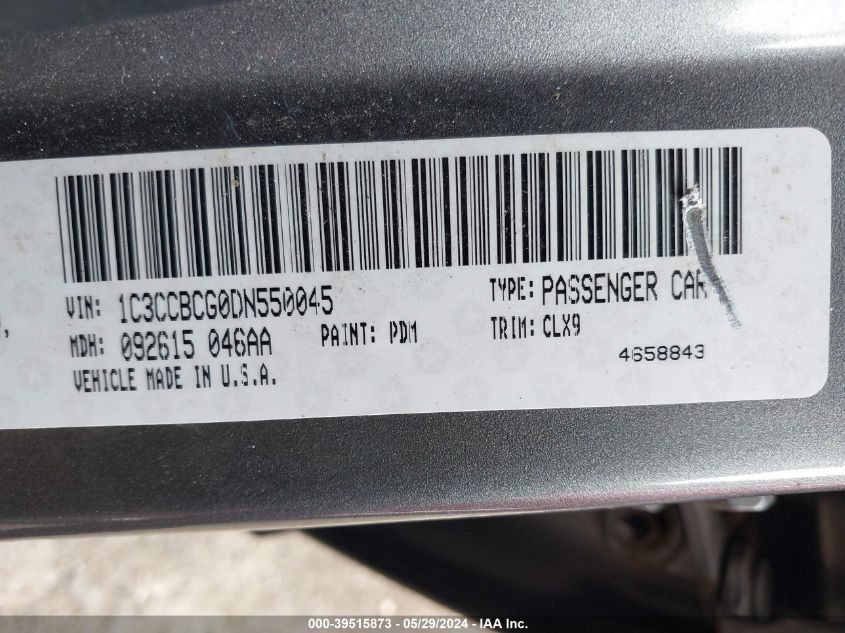 VIN: 1C3CCBCG0DN550045
TYPE: PASSENGER CAR
MDH: 092615 046AA
PAINT: PDM
TRIM: CLX9
VEHICLE MADE IN U.S.A.
4658843
000-39515873 - 05/29/2024 - IAA Inc.